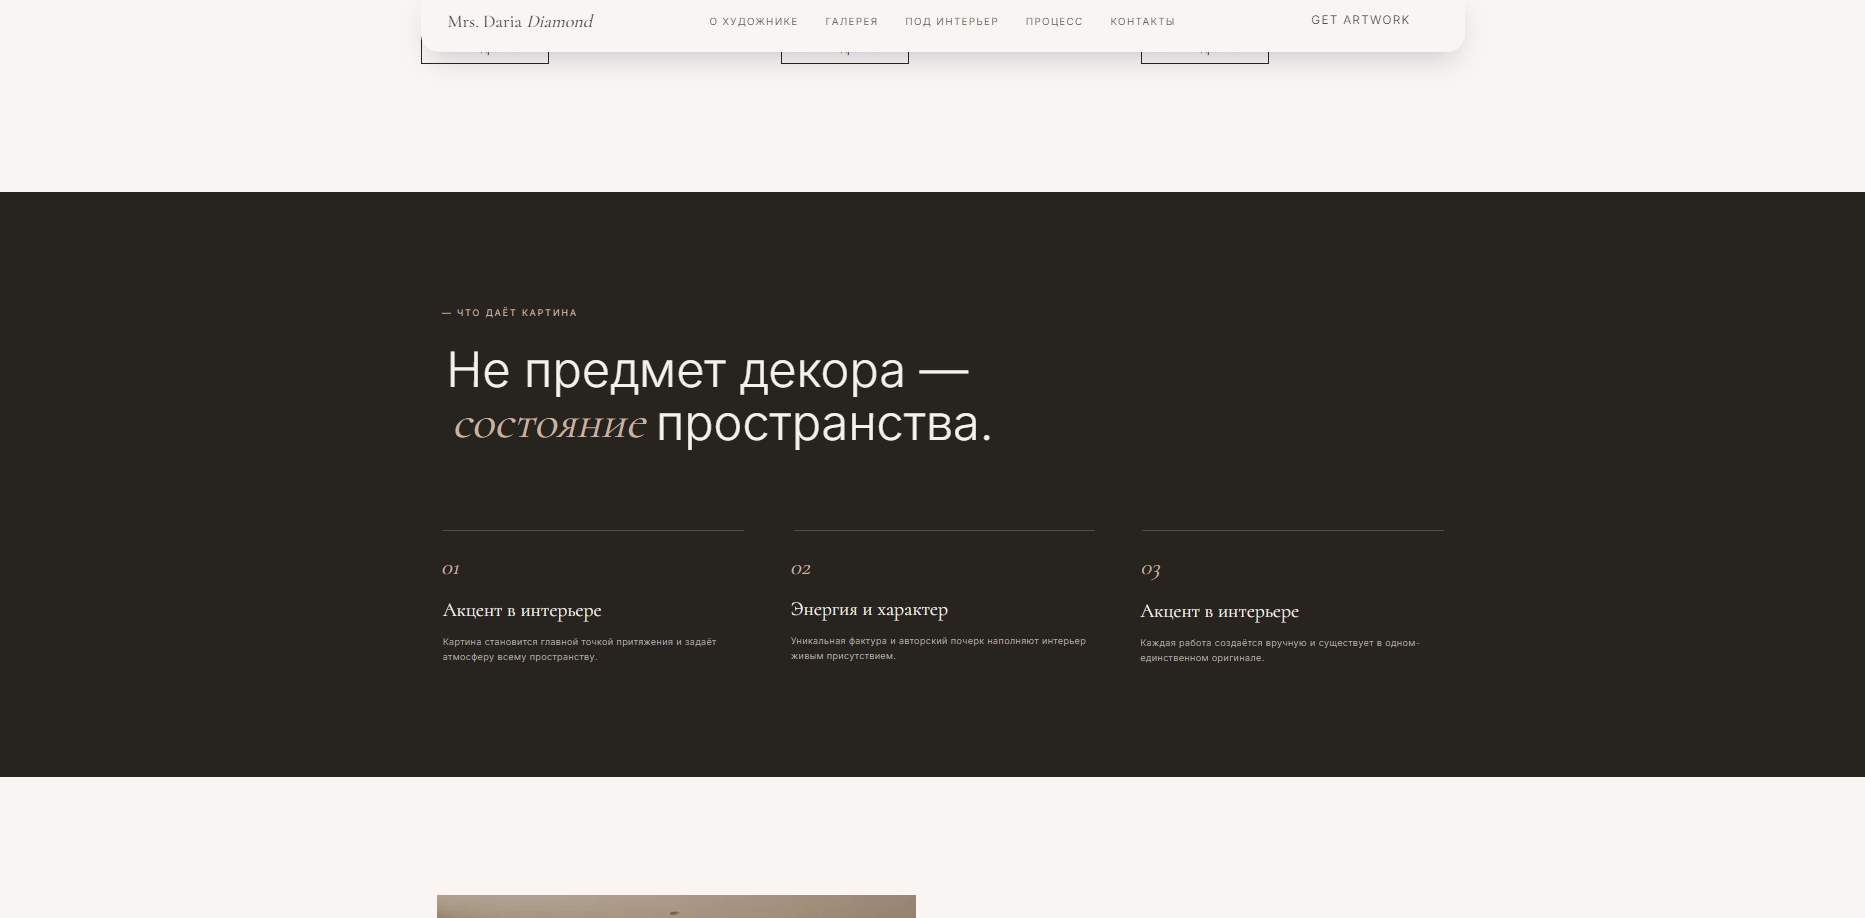 Mrs. Daria Diamond
О ХУДОЖНИКЕ
ГАЛЕРЕЯ
ПОД ИНТЕРЬЕР
ПРОЦЕСС
КОНТАКТЫ
GET ARTWORK
— ЧТО ДАЁТ КАРТИНА
Не предмет декора —
состояние пространства.
01
Акцент в интерьере
Картина становится главной точкой притяжения и задаёт
атмосферу всему пространству.
02
Энергия и характер
Уникальная фактура и авторский почерк наполняют интерьер
живым присутствием.
03
Акцент в интерьере
Каждая работа создаётся вручную и существует в одном-
единственном оригинале.